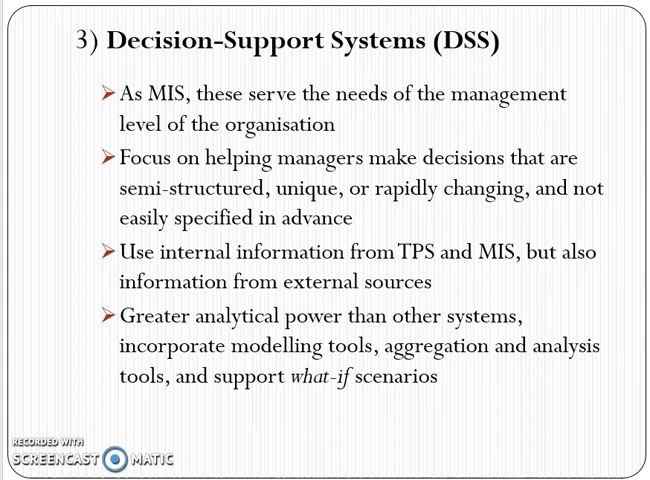 3) Decision-Support Systems (DSS)
➢As MIS, these serve the needs of the management
level of the organisation
➢Focus on helping managers make decisions that are
semi-structured, unique, or rapidly changing, and not
easily specified in advance
➢Use internal information from TPS and MIS, but also
information from external sources
➢Greater analytical power than other systems,
incorporate modelling tools, aggregation and analysis
tools, and support what-if scenarios
RECORDED WITH
SCREENCAST MATIC